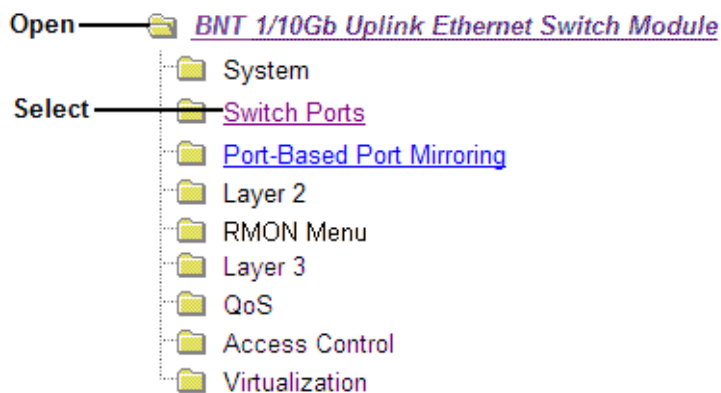 Open BNT 1/10Gb Uplink Ethernet Switch Module
System
Select Switch Ports
Port-Based Port Mirroring
Layer 2
RMON Menu
Layer 3
QoS
Access Control
Virtualization